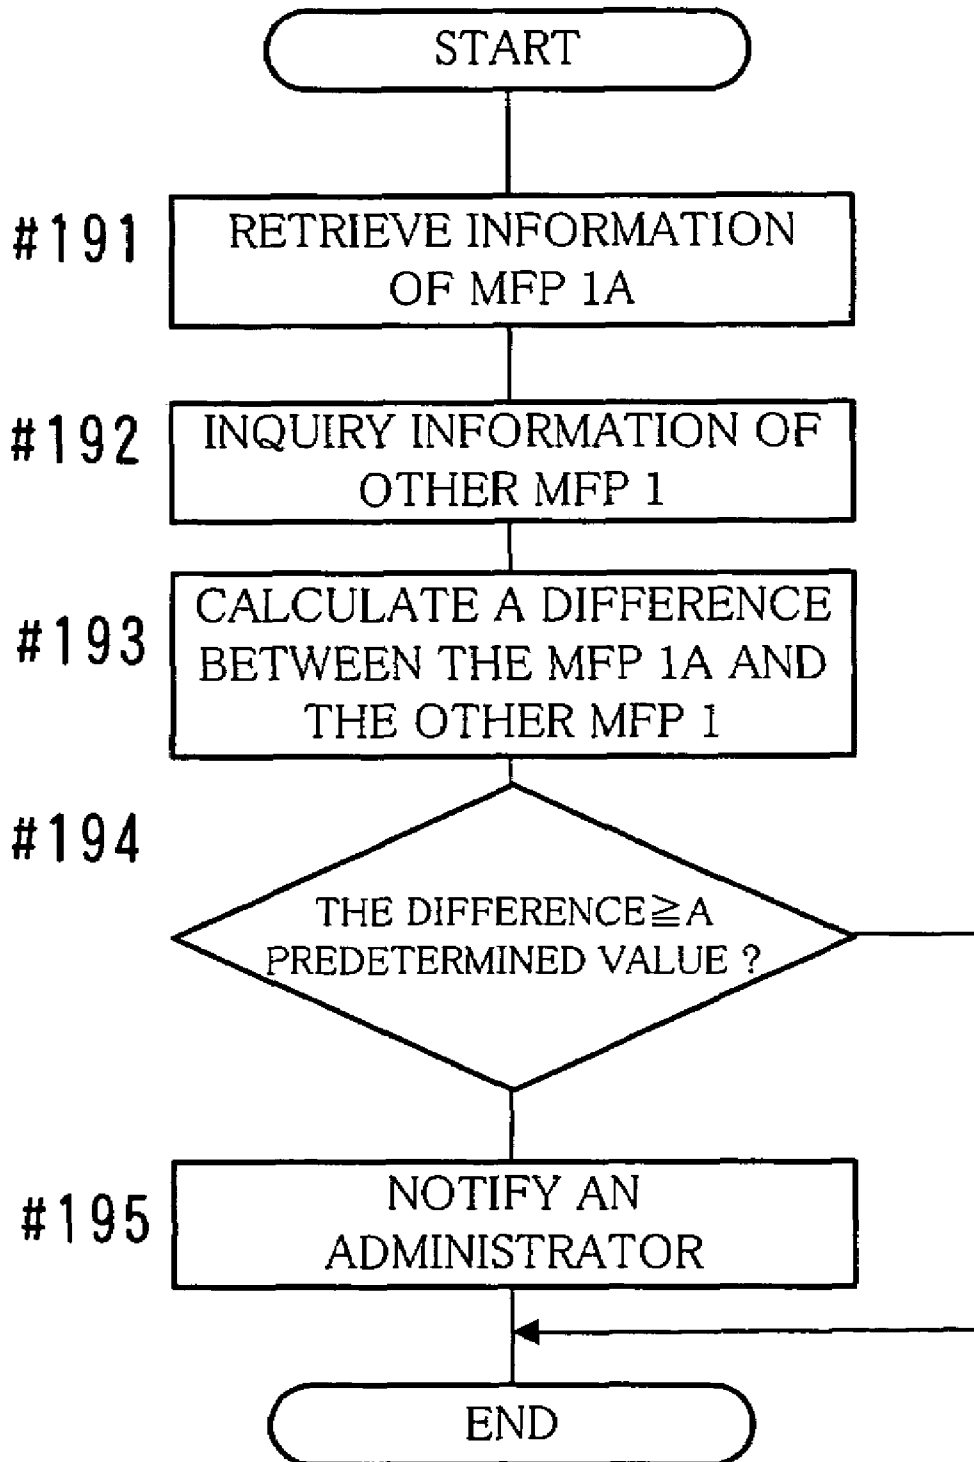 START
#191
RETRIEVE INFORMATION
OF MFP 1A
#192
INQUIRY INFORMATION OF
OTHER MFP 1
#193
CALCULATE A DIFFERENCE
BETWEEN THE MFP 1A AND
THE OTHER MFP 1
#194
THE DIFFERENCE≧A
PREDETERMINED VALUE ?
#195
NOTIFY AN
ADMINISTRATOR
END